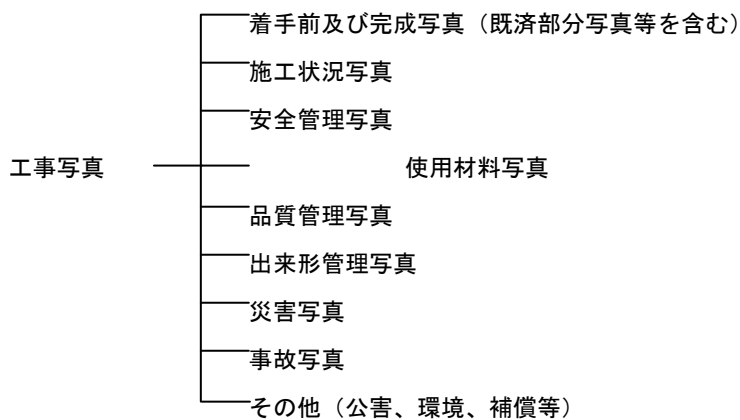 着手前及び完成写真（既済部分写真等を含む）
施工状況写真
安全管理写真
工事写真 使用材料写真
品質管理写真
出来形管理写真
災害写真
事故写真
その他（公害、環境、補償等）